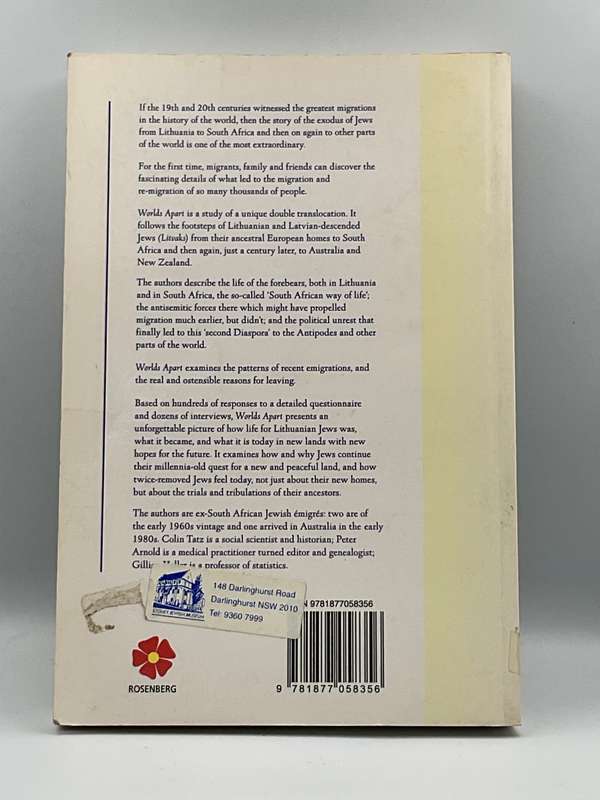 If the 19th and 20th centuries witnessed the greatest migrations
in the history of the world, then the story of the exodus of Jews
from Lithuania to South Africa and then on again to other parts
of the world is one of the most extraordinary.
For the first time, migrants, family and friends can discover the
fascinating details of what led to the migration and
re-migration of so many thousands of people.
Worlds Apart is a study of a unique double translocation. It
follows the footsteps of Lithuanian and Latvian-descended
Jews (Litvaks) from their ancestral European homes to South
Africa and then again, just a century later, to Australia and
New Zealand.
The authors describe the life of the forebears, both in Lithuania
and in South Africa, the so-called 'South African way of life';
the antisemitic forces there which might have propelled
migration much earlier, but didn't; and the political unrest that
finally led to this 'second Diaspora' to the Antipodes and other
parts of the world.
Worlds Apart examines the patterns of recent emigrations, and
the real and ostensible reasons for leaving.
Based on hundreds of responses to a detailed questionnaire
and dozens of interviews, Worlds Apart presents an
unforgettable picture of how life for Lithuanian Jews was,
what it became, and what it is today in new lands with new
hopes for the future. It examines how and why Jews continue
their millennia-old quest for a new and peaceful land, and how
twice-removed Jews feel today, not just about their new homes,
but about the trials and tribulations of their ancestors.
The authors are ex-South African Jewish émigrés: two are of
the early 1960s vintage and one arrived in Australia in the early
1980s. Colin Tatz is a social scientist and historian; Peter
Arnold is a medical practitioner turned editor and genealogist;
is a professor of statistics.
SYDNEY JEWISH MUSEUM
148 Darlinghurst Road
Darlinghurst NSW 2010
Tel: 9360 7999
9781877058356
ROSENBERG
9 781877 058356